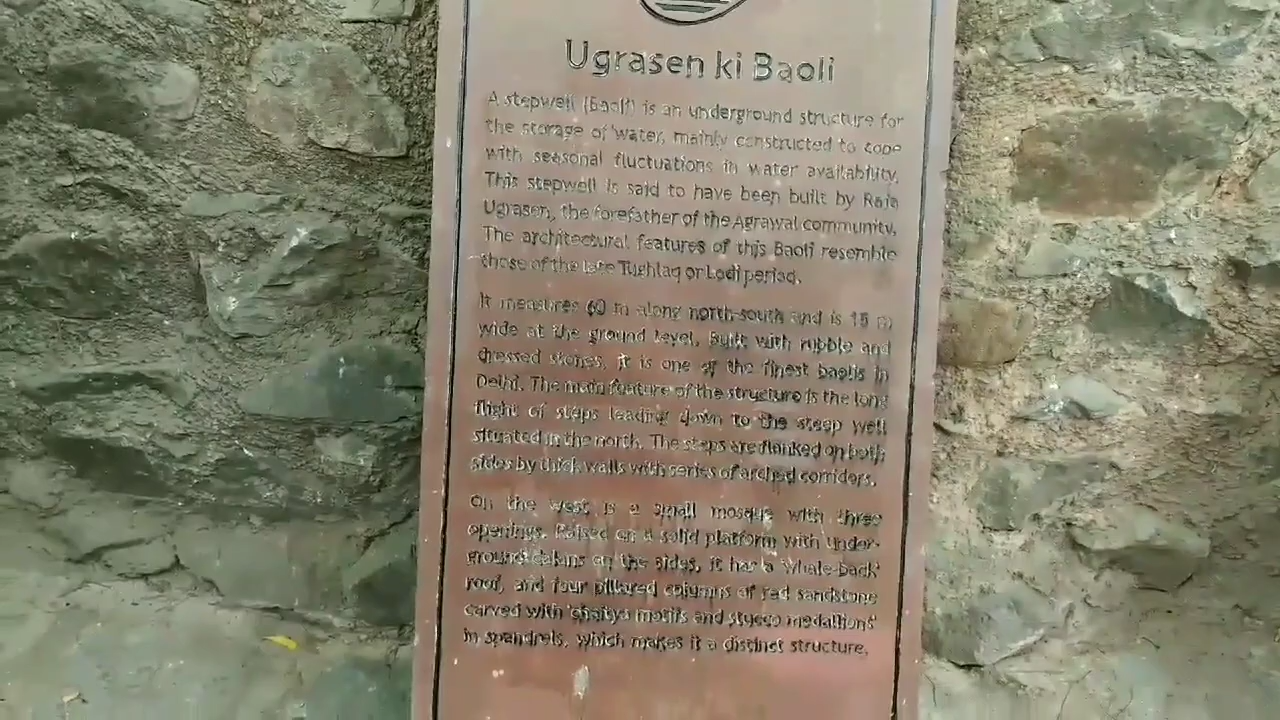 Ugrasen ki Baoli
A stepwell (Baoli) is an underground structure for
the storage of water, mainly constructed to cope
with seasonal fluctuations in water availability.
This stepwell is said to have been built by Raja
Ugrasen, the forefather of the Agrawal community.
The architectural features of this Baoli resemble
those of the late Tughlaq or Lodi period.
It measures 60 m along north-south and is 15 m
wide at the ground level. Built with rubble and
dressed stones, it is one of the finest baolis in
Delhi. The main feature of the structure is the long
flight of steps leading down to the steep well
situated in the north. The steps are flanked on both
sides by thick walls with series of arched corridors.
On the west is a small mosque with three
openings. Raised on a solid platform with under-
ground cabins on the sides, it has a 'Whale-back'
roof, and four pillared columns of red sandstone
carved with 'chaitya motifs and stucco medallions'
in spandrels, which makes it a distinct structure.